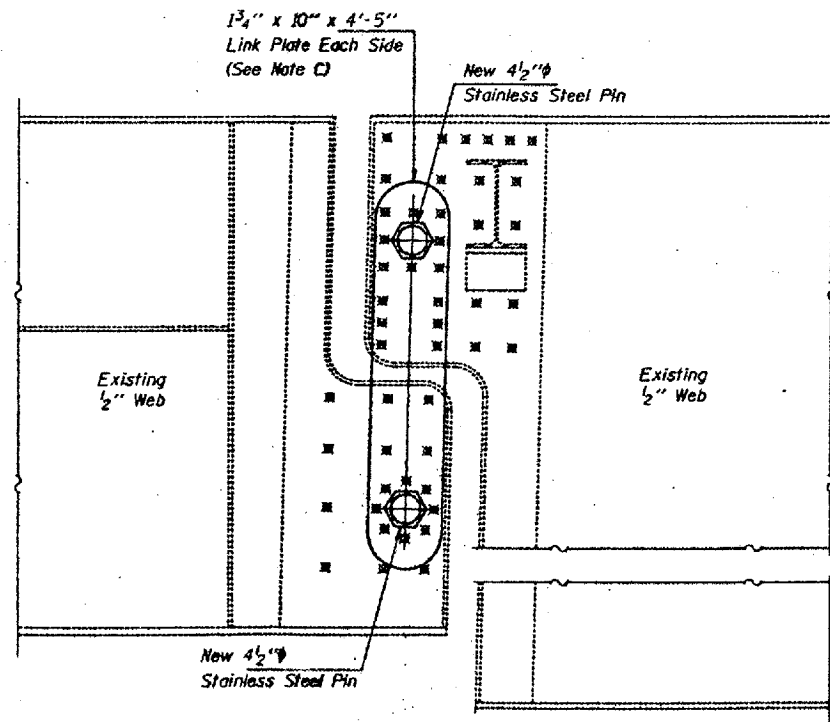 1¾" x 10" x 4'-5"
Link Plate Each Side
(See Note C)
New 4½"φ
Stainless Steel Pin
Existing
½" Web
Existing
½" Web
New 4½"φ
Stainless Steel Pin